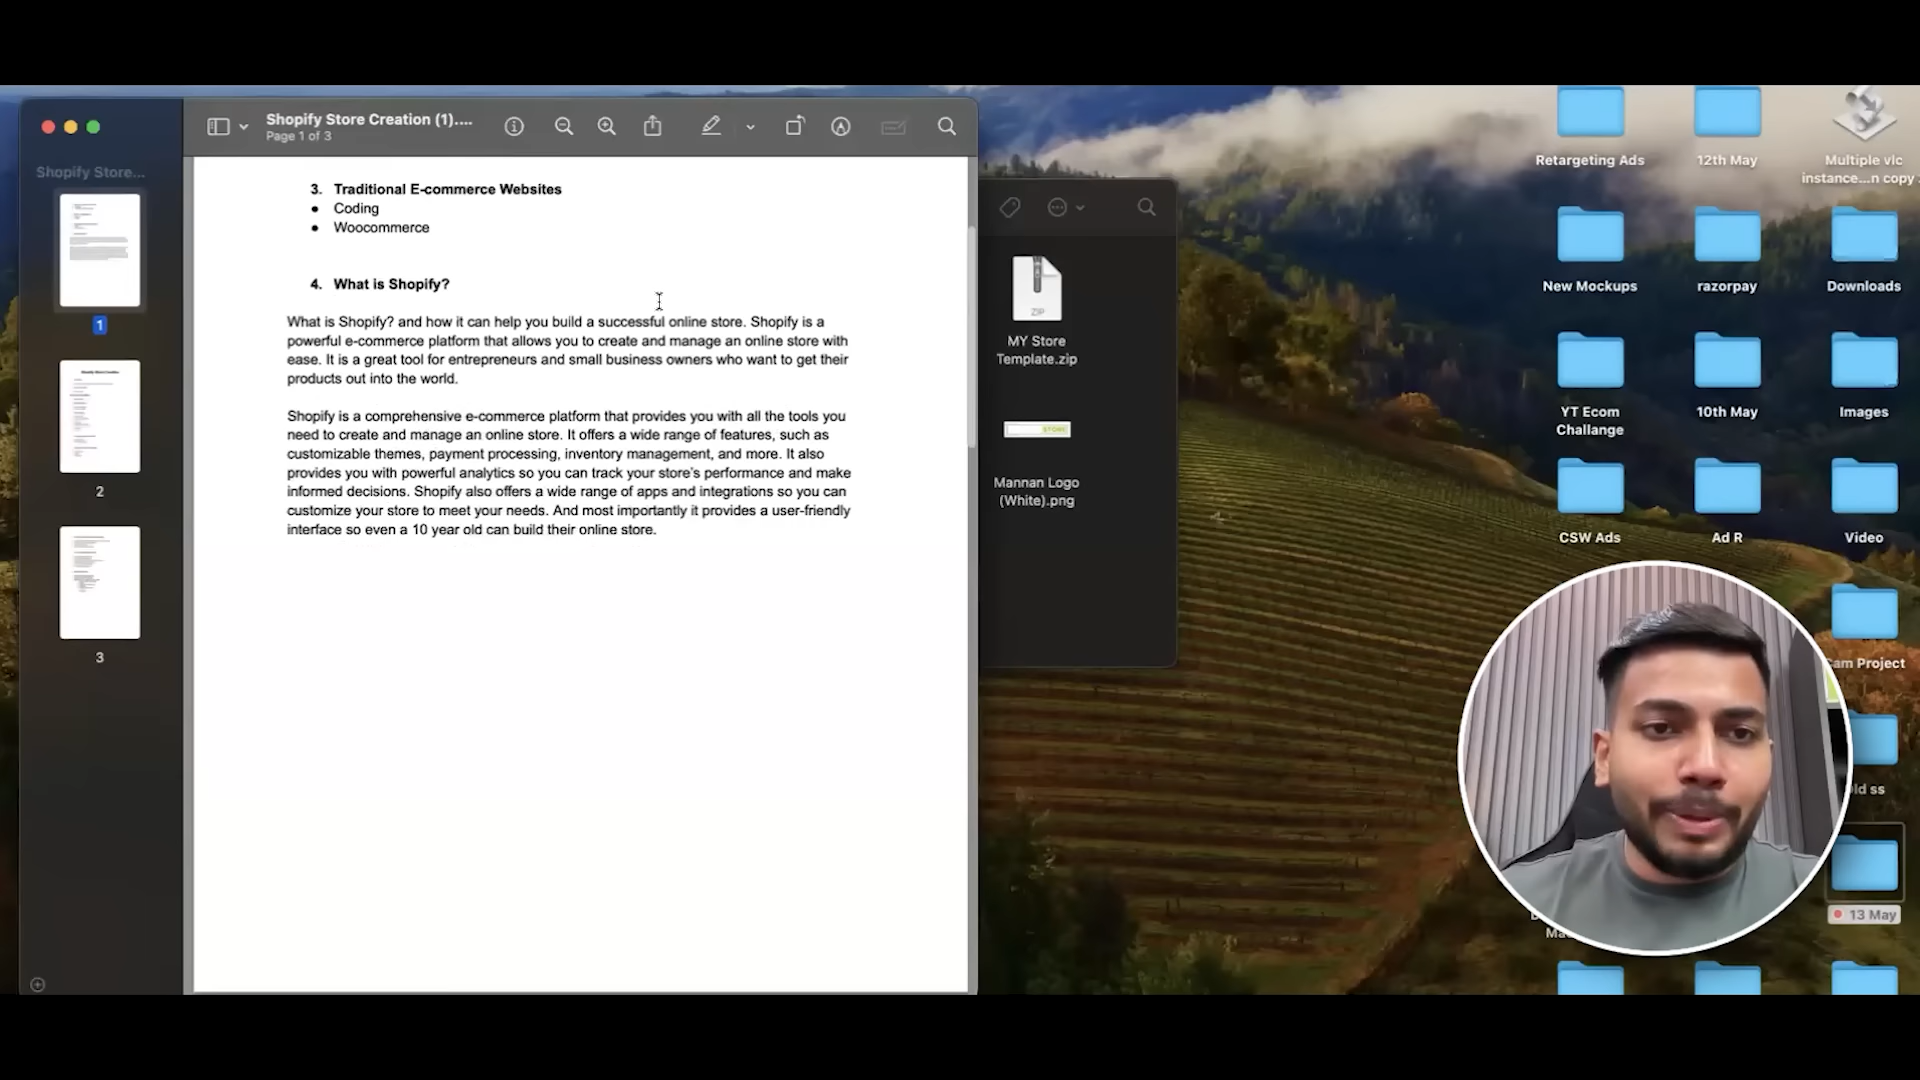 Shopify Store Creation (1)....
Page 1 of 3
Shopify Store...
1
2
3
3. Traditional E-commerce Websites
● Coding
● Woocommerce
4. What is Shopify?
What is Shopify? and how it can help you build a successful online store. Shopify is a
powerful e-commerce platform that allows you to create and manage an online store with
ease. It is a great tool for entrepreneurs and small business owners who want to get their
products out into the world.
Shopify is a comprehensive e-commerce platform that provides you with all the tools you
need to create and manage an online store. It offers a wide range of features, such as
customizable themes, payment processing, inventory management, and more. It also
provides you with powerful analytics so you can track your store's performance and make
informed decisions. Shopify also offers a wide range of apps and integrations so you can
customize your store to meet your needs. And most importantly it provides a user-friendly
interface so even a 10 year old can build their online store.
ZIP
MY Store
Template.zip
STORE
Mannan Logo
(White).png
Retargeting Ads
12th May
Multiple vlc
instance...n copy
New Mockups
razorpay
Downloads
YT Ecom
Challange
10th May
Images
CSW Ads
Ad R
Video
am Project
ld ss
13 May